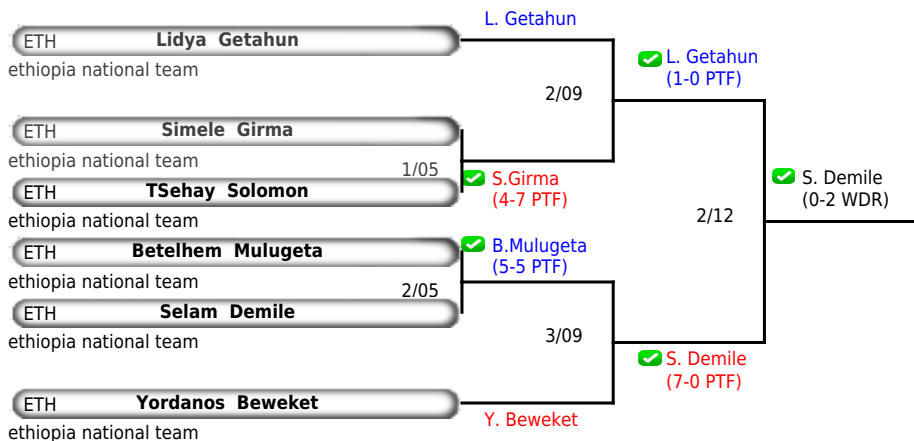 L. Getahun
ETH Lidya Getahun
ethiopia national team
L. Getahun
(1-0 PTF)
2/09
ETH Simele Girma
ethiopia national team
1/05
S.Girma
(4-7 PTF)
ETH TSehay Solomon
ethiopia national team
S. Demile
(0-2 WDR)
2/12
ETH Betelhem Mulugeta
ethiopia national team
B.Mulugeta
(5-5 PTF)
2/05
ETH Selam Demile
ethiopia national team
3/09
S. Demile
(7-0 PTF)
ETH Yordanos Beweket
ethiopia national team
Y. Beweket